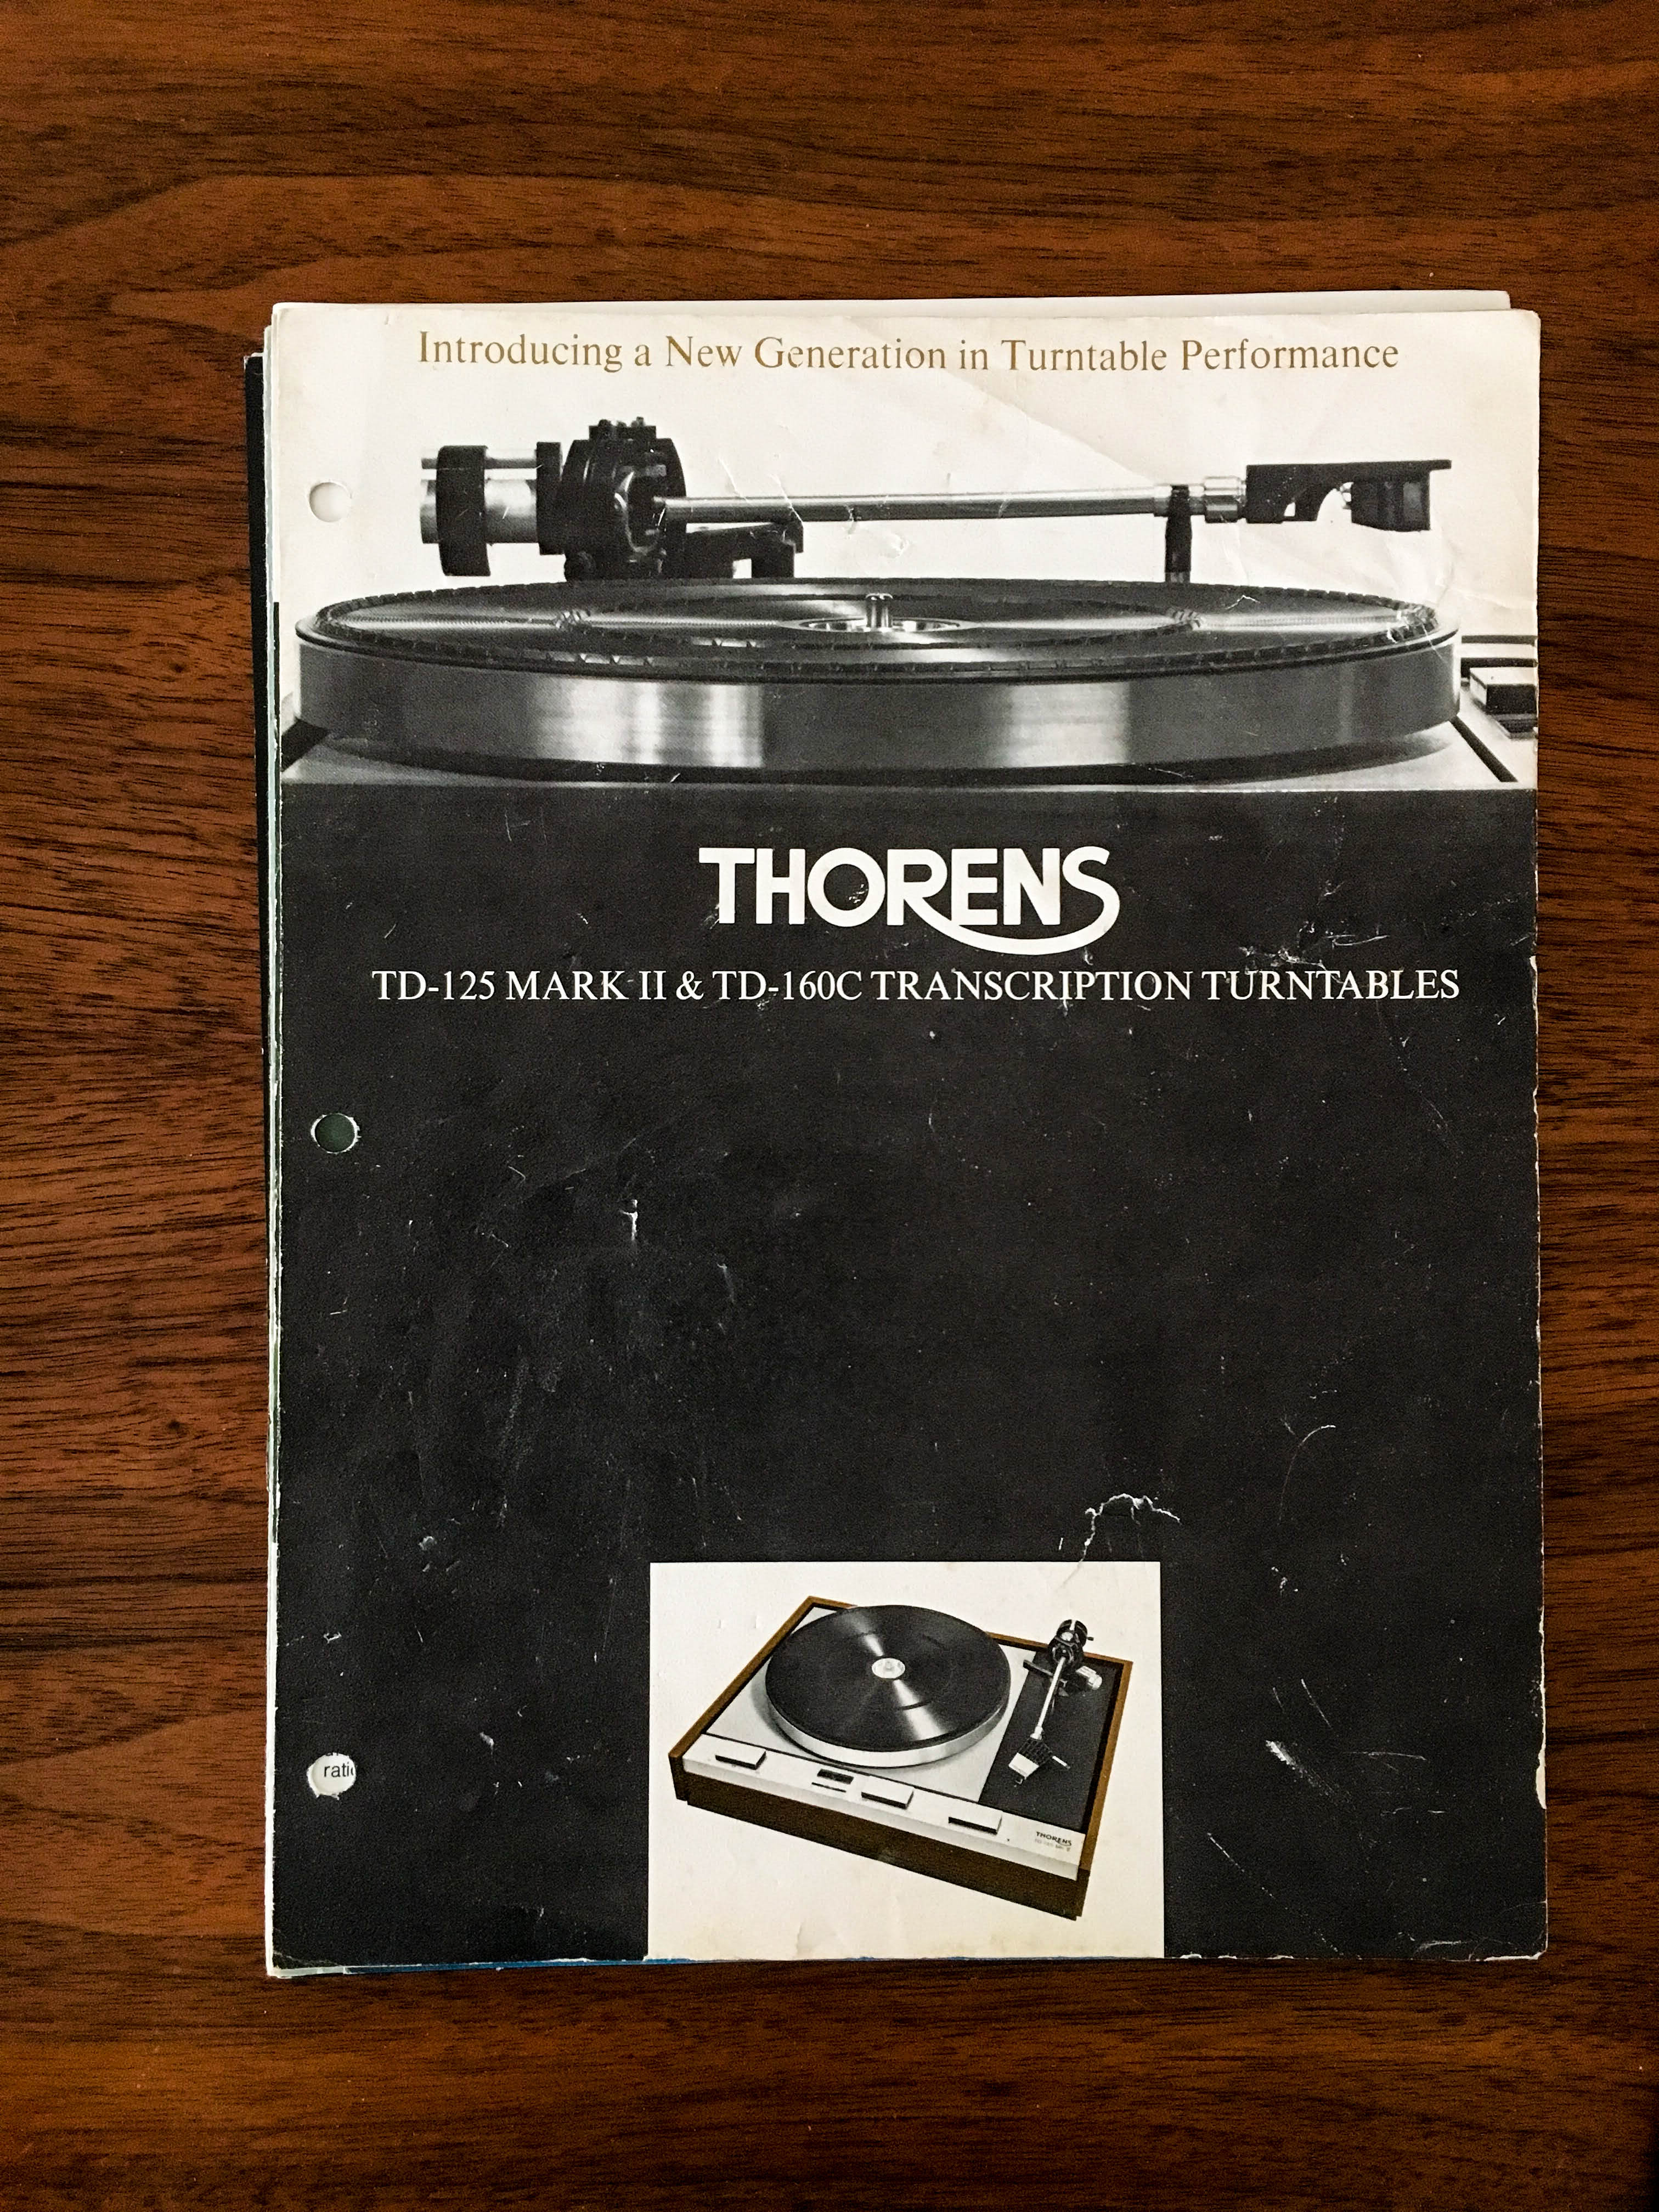 Introducing a New Generation in Turntable Performance
THORENS
TD-125 MARK II & TD-160C TRANSCRIPTION TURNTABLES
rati
THORENS